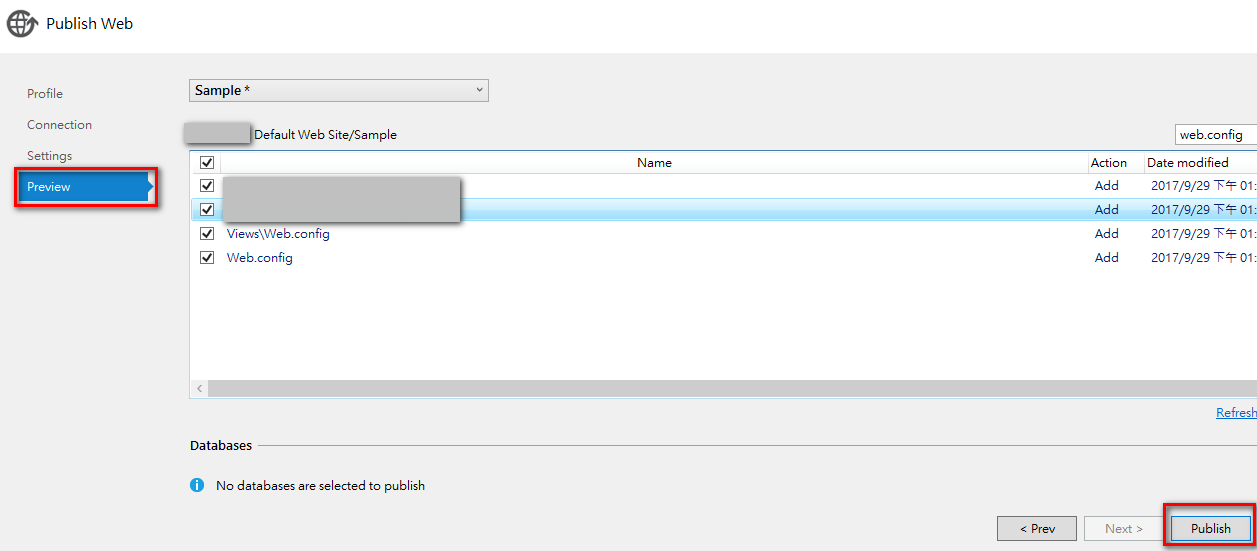 Publish Web
Profile
Connection
Settings
Preview
Sample *
Default Web Site/Sample
web.config
Name Action Date modified
Add 2017/9/29 下午 01:
Add 2017/9/29 下午 01:
Views\Web.config Add 2017/9/29 下午 01:
Web.config Add 2017/9/29 下午 01:
Refresh
Databases
No databases are selected to publish
< Prev Next > Publish